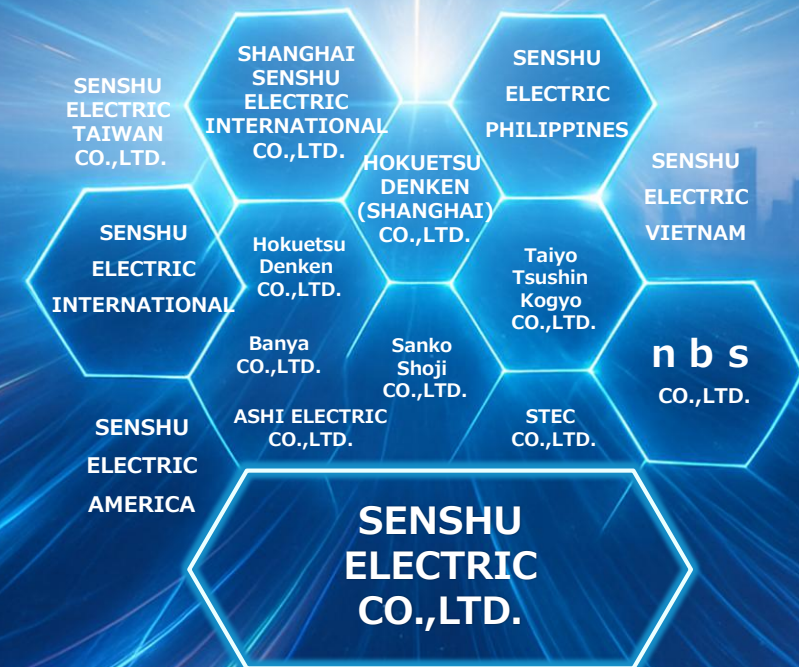 SHANGHAI
SENSHU
ELECTRIC
INTERNATIONAL
CO.,LTD.
SENSHU
ELECTRIC
PHILIPPINES
SENSHU
ELECTRIC
TAIWAN
CO.,LTD.
HOKUETSU
DENKEN
(SHANGHAI)
CO.,LTD.
SENSHU
ELECTRIC
VIETNAM
SENSHU
ELECTRIC
INTERNATIONAL
Hokuetsu
Denken
CO.,LTD.
Taiyo
Tsushin
Kogyo
CO.,LTD.
Banya
CO.,LTD.
Sanko
Shoji
CO.,LTD.
n b s
CO.,LTD.
SENSHU
ELECTRIC
AMERICA
ASHI ELECTRIC
CO.,LTD.
STEC
CO.,LTD.
SENSHU
ELECTRIC
CO.,LTD.